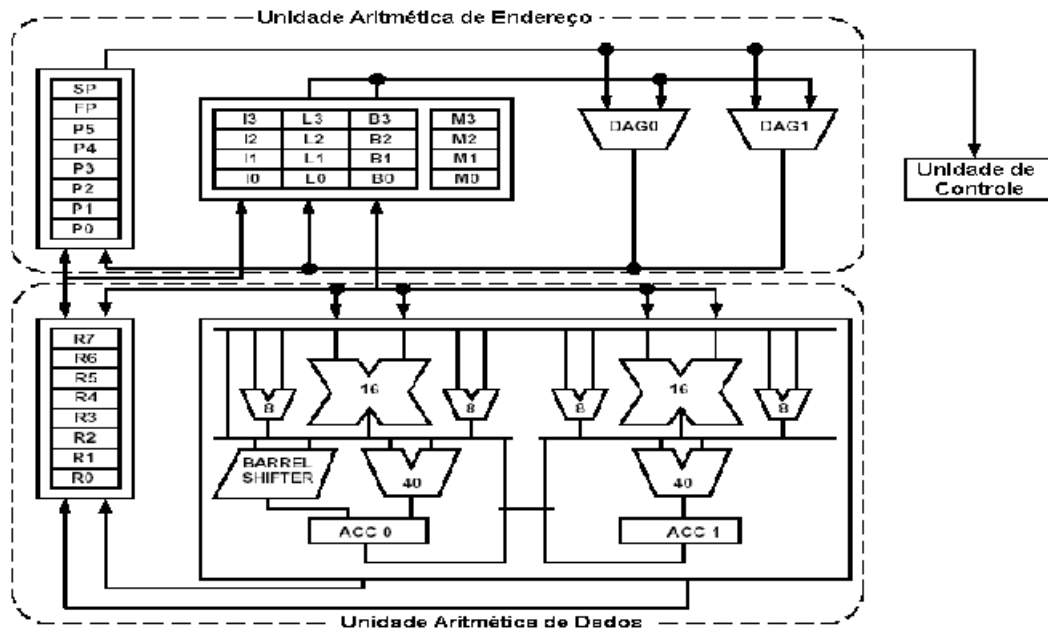 Unidade Aritmética de Endereço
SP
FP
P5
P4
P3
P2
P1
P0
I3 L3 B3 M3
I2 L2 B2 M2
I1 L1 B1 M1
I0 L0 B0 M0
DAG0 DAG1
Unidade de
Controle
R7
R6
R5
R4
R3
R2
R1
R0
16 16
8 8 8 8
BARREL
SHIFTER
40 40
ACC 0 ACC 1
Unidade Aritmética de Dados